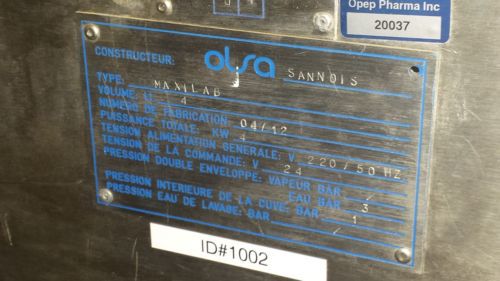 Opep Pharma Inc
20037
CONSTRUCTEUR: olsa SANNOIS
TYPE: MAXILAB
VOLUME: LT 4
NUMERO DE FABRICATION: 04/12
PUISSANCE TOTALE: KW 4
TENSION ALIMENTATION GENERALE: V 220/50 HZ
TENSION DE LA COMMANDE: V 24
PRESSION DOUBLE ENVELOPPE: VAPEUR BAR /
EAU BAR 3
PRESSION INTERIEURE DE LA CUVE: BAR 1
PRESSION EAU DE LAVAGE: BAR /
ID#1002